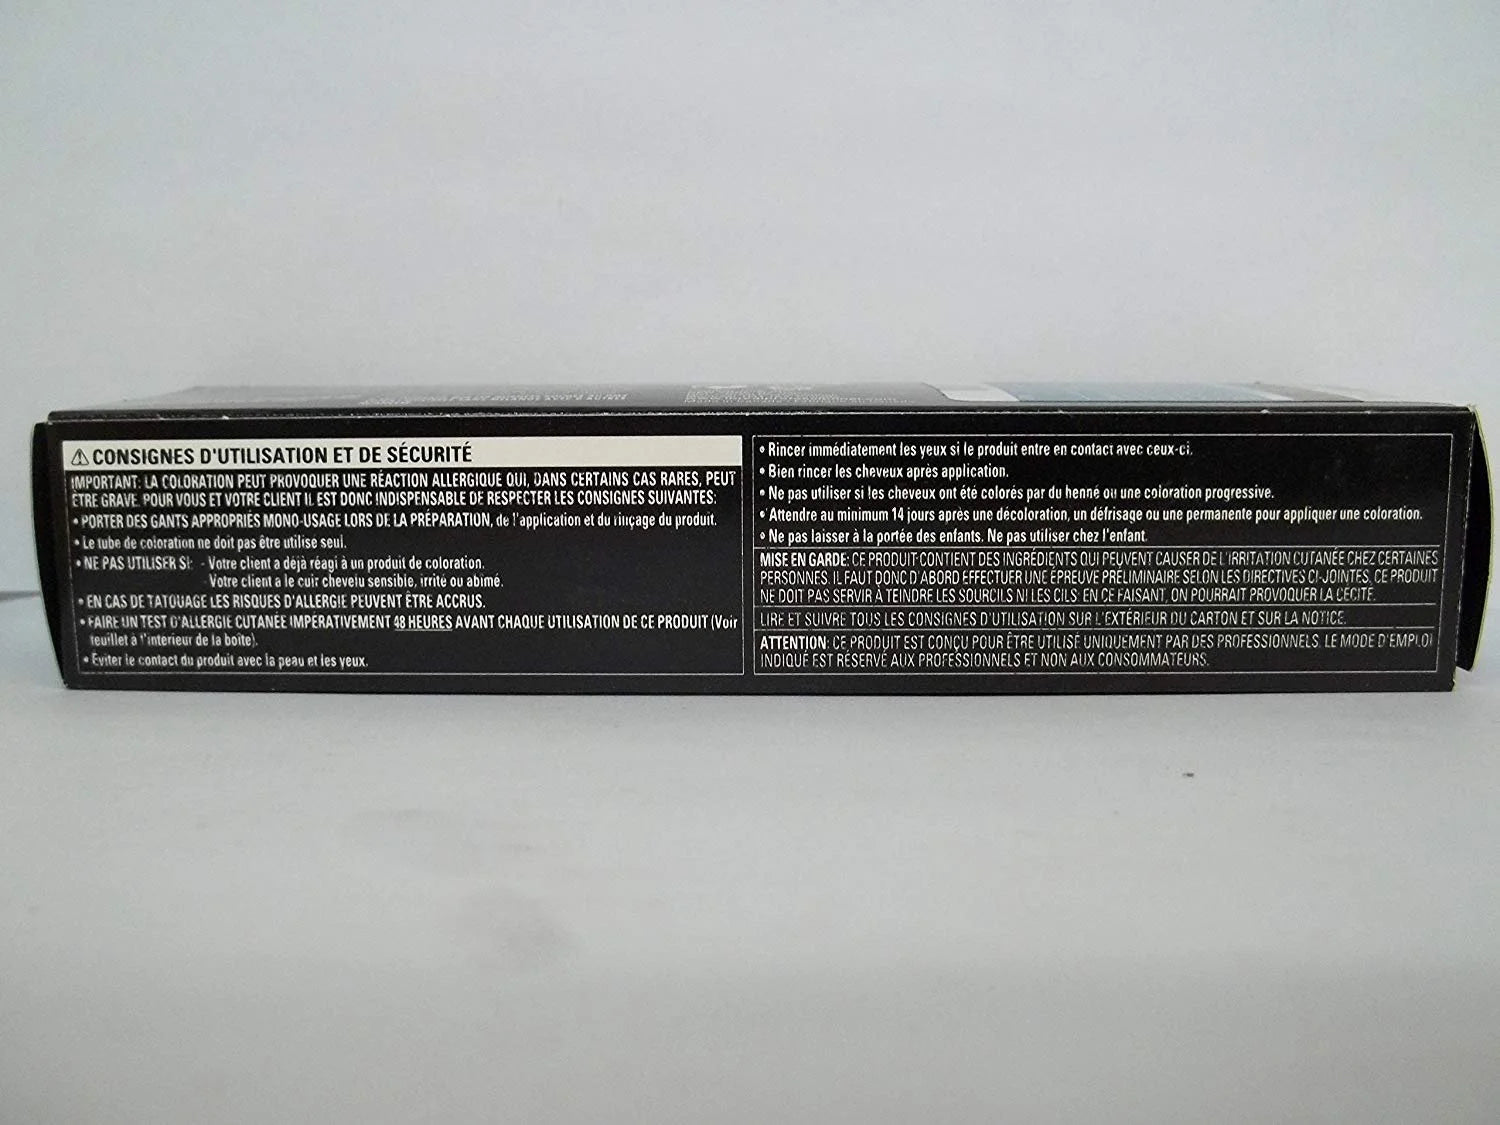 ⚠ CONSIGNES D'UTILISATION ET DE SÉCURITÉ
IMPORTANT: LA COLORATION PEUT PROVOQUER UNE RÉACTION ALLERGIQUE QUI, DANS CERTAINS CAS RARES, PEUT
ÊTRE GRAVE. POUR VOUS ET VOTRE CLIENT IL EST DONC INDISPENSABLE DE RESPECTER LES CONSIGNES SUIVANTES:
• PORTER DES GANTS APPROPRIÉS MONO-USAGE LORS DE LA PRÉPARATION, de l'application et du rinçage du produit.
• Le tube de coloration ne doit pas être utilisé seul.
• NE PAS UTILISER SI: - Votre client a déjà réagi à un produit de coloration.
Votre client a le cuir chevelu sensible, irrité ou abimé.
• EN CAS DE TATOUAGE LES RISQUES D'ALLERGIE PEUVENT ÊTRE ACCRUS.
• FAIRE UN TEST D'ALLERGIE CUTANÉE IMPÉRATIVEMENT 48 HEURES AVANT CHAQUE UTILISATION DE CE PRODUIT (Voir
feuillet à l'intérieur de la boîte).
• Éviter le contact du produit avec la peau et les yeux.
• Rincer immédiatement les yeux si le produit entre en contact avec ceux-ci.
• Bien rincer les cheveux après application.
• Ne pas utiliser si les cheveux ont été colorés par du henné ou une coloration progressive.
• Attendre au minimum 14 jours après une décoloration, un défrisage ou une permanente pour appliquer une coloration.
• Ne pas laisser à la portée des enfants. Ne pas utiliser chez l'enfant.
MISE EN GARDE: CE PRODUIT CONTIENT DES INGRÉDIENTS QUI PEUVENT CAUSER DE L'IRRITATION CUTANÉE CHEZ CERTAINES
PERSONNES. IL FAUT DONC D'ABORD EFFECTUER UNE ÉPREUVE PRÉLIMINAIRE SELON LES DIRECTIVES CI-JOINTES. CE PRODUIT
NE DOIT PAS SERVIR À TEINDRE LES SOURCILS NI LES CILS: EN CE FAISANT, ON POURRAIT PROVOQUER LA CÉCITÉ.
LIRE ET SUIVRE TOUS LES CONSIGNES D'UTILISATION SUR L'EXTÉRIEUR DU CARTON ET SUR LA NOTICE.
ATTENTION: CE PRODUIT EST CONÇU POUR ÊTRE UTILISÉ UNIQUEMENT PAR DES PROFESSIONNELS. LE MODE D'EMPLOI
INDIQUÉ EST RÉSERVÉ AUX PROFESSIONNELS ET NON AUX CONSOMMATEURS.